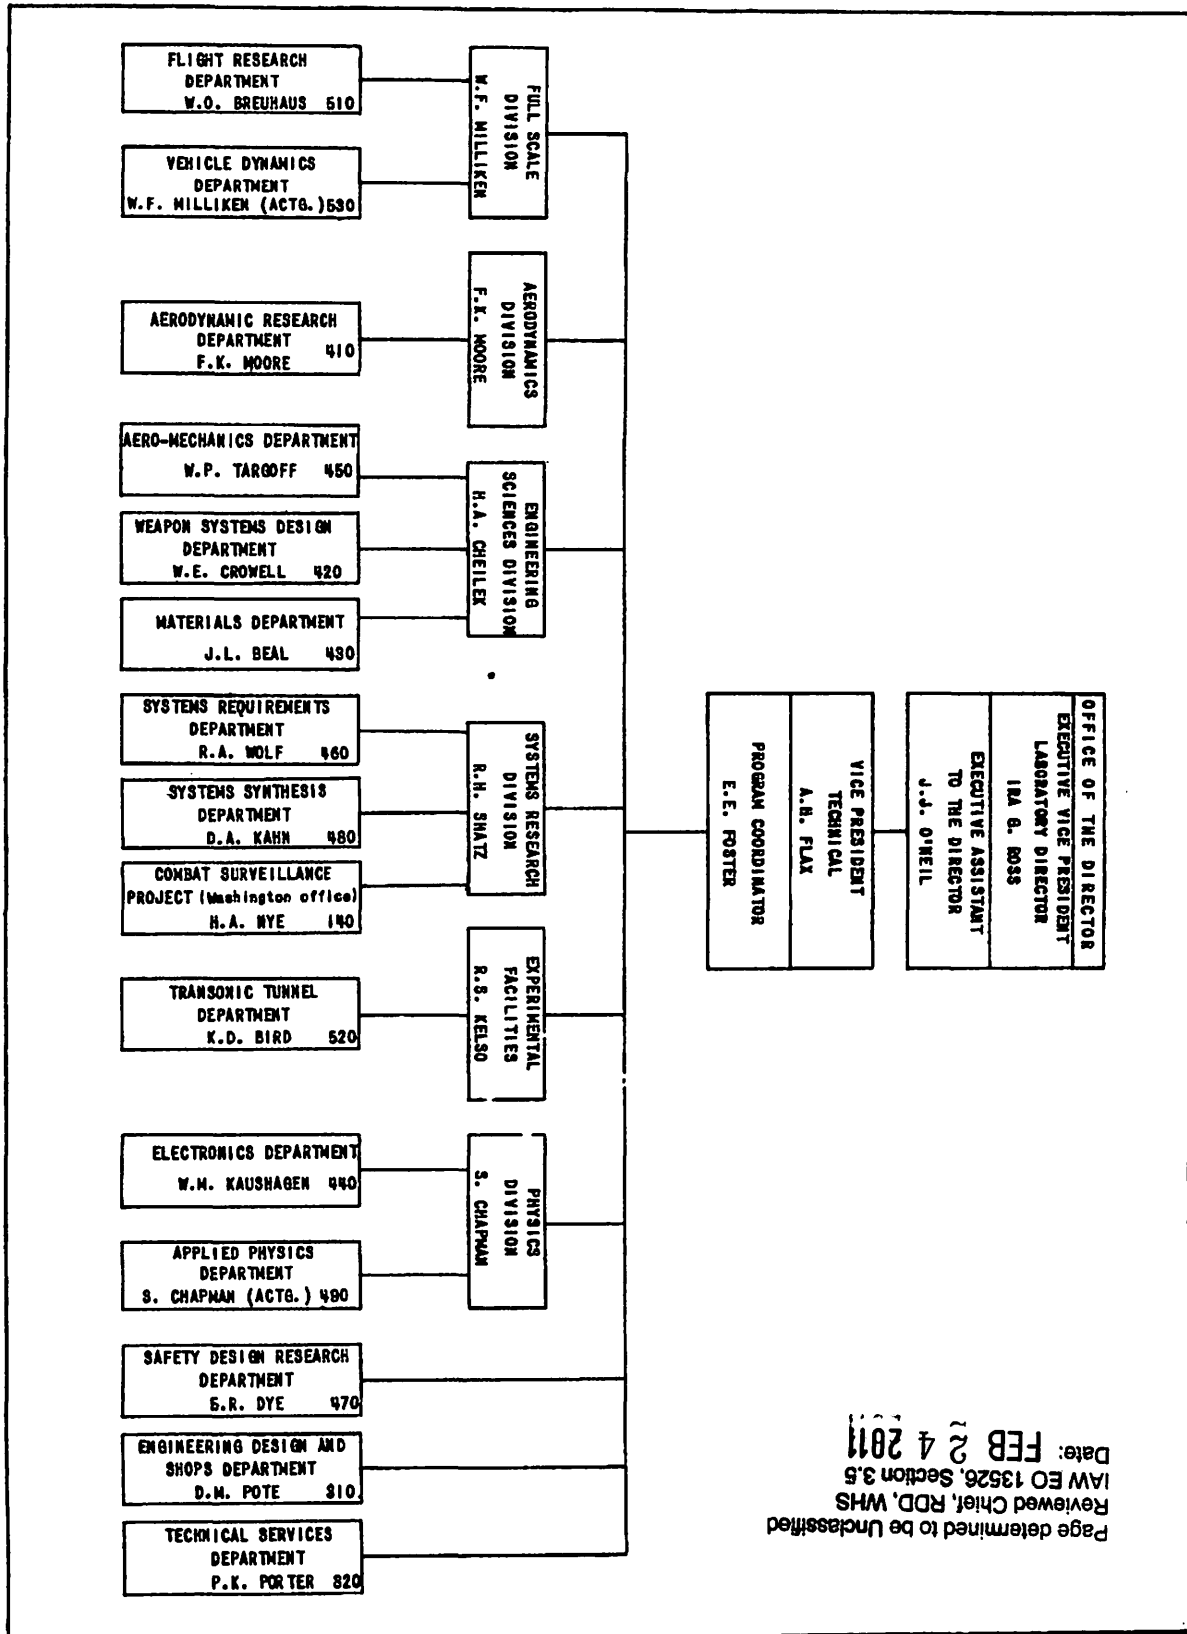 OFFICE OF THE DIRECTOR
EXECUTIVE VICE PRESIDENT
LABORATORY DIRECTOR
IRA G. ROSS
EXECUTIVE ASSISTANT
TO THE DIRECTOR
J.J. O'NEIL
VICE PRESIDENT
TECHNICAL
A.H. FLAX
PROGRAM COORDINATOR
E.E. FOSTER
FULL SCALE
DIVISION
W.F. MILLIKEN
FLIGHT RESEARCH
DEPARTMENT
W.O. BREUHAUS 510
VEHICLE DYNAMICS
DEPARTMENT
W.F. MILLIKEN (ACTG.) 530
AERODYNAMICS
DIVISION
F.K. MOORE
AERODYNAMIC RESEARCH
DEPARTMENT
F.K. MOORE 410
ENGINEERING
SCIENCES DIVISION
H.A. CHEILEK
AERO-MECHANICS DEPARTMENT
W.P. TARGOFF 450
WEAPON SYSTEMS DESIGN
DEPARTMENT
W.E. CROWELL 420
MATERIALS DEPARTMENT
J.L. BEAL 430
SYSTEMS RESEARCH
DIVISION
R.H. SHATZ
SYSTEMS REQUIREMENTS
DEPARTMENT
R.A. WOLF 460
SYSTEMS SYNTHESIS
DEPARTMENT
D.A. KAHN 480
COMBAT SURVEILLANCE
PROJECT (Washington office)
H.A. NYE 140
EXPERIMENTAL
FACILITIES
R.S. KELSO
TRANSONIC TUNNEL
DEPARTMENT
K.D. BIRD 520
PHYSICS
DIVISION
S. CHAPMAN
ELECTRONICS DEPARTMENT
W.M. KAUSHAGEN 440
APPLIED PHYSICS
DEPARTMENT
S. CHAPMAN (ACTG.) 490
SAFETY DESIGN RESEARCH
DEPARTMENT
E.R. DYE 470
ENGINEERING DESIGN AND
SHOPS DEPARTMENT
D.M. POTE 810
TECHNICAL SERVICES
DEPARTMENT
P.K. PORTER 820
Page determined to be Unclassified
Reviewed Chief, RDD, WHS
IAW EO 13526, Section 3.5
Date: FEB 24 2011